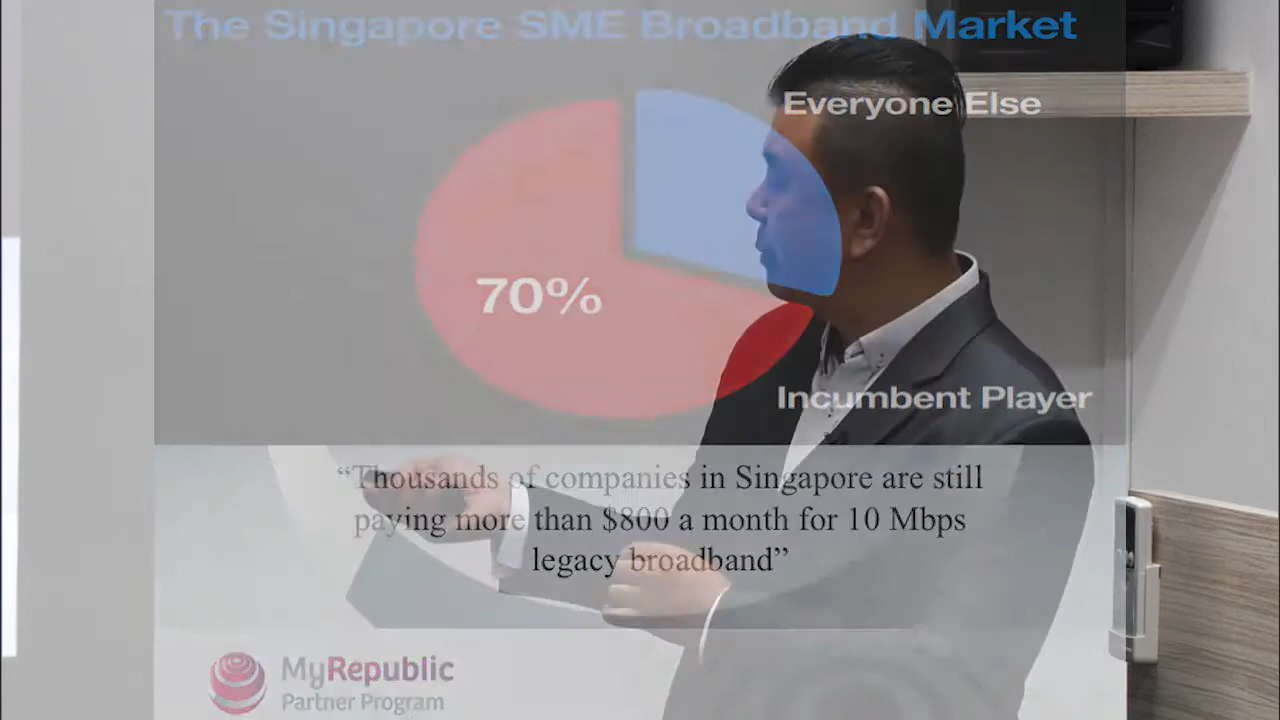 The Singapore SME Broadband Market
Everyone Else
70%
Incumbent Player
“Thousands of companies in Singapore are still
paying more than $800 a month for 10 Mbps
legacy broadband”
MyRepublic
Partner Program